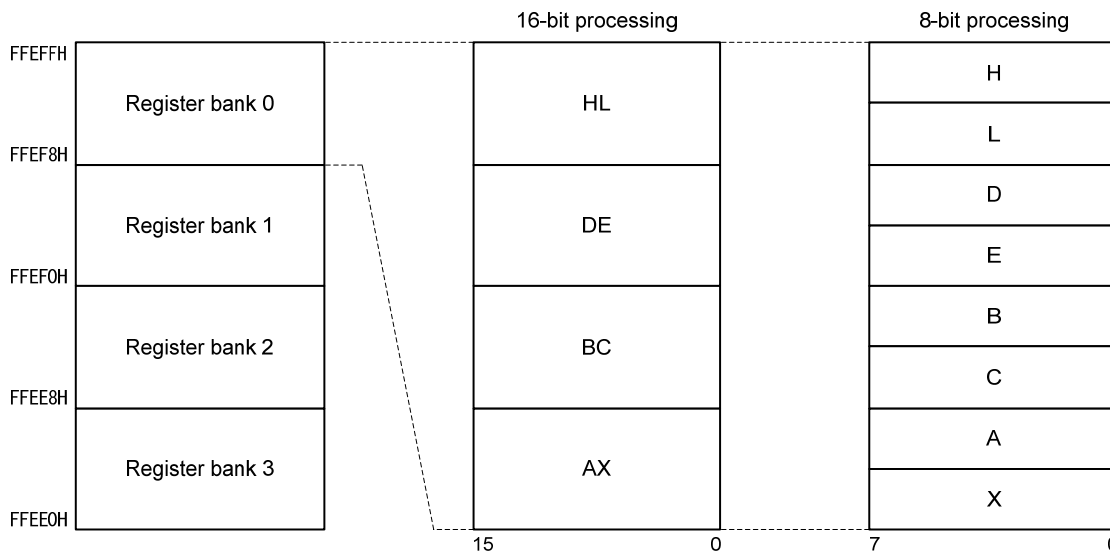 16-bit processing
8-bit processing
FFEFFH
Register bank 0
HL
H
L
FFEF8H
Register bank 1
DE
D
E
FFEF0H
Register bank 2
BC
B
C
FFEE8H
Register bank 3
AX
A
X
FFEE0H
15
0
7
0